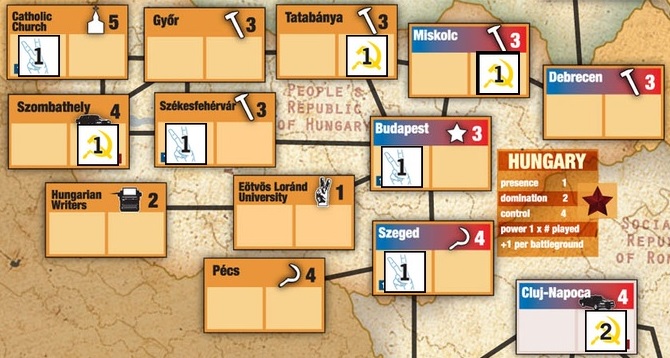 Catholic
Church
5
1
Győr
3
Tatabánya
3
1
Miskolc
3
1
Debrecen
3
Szombathely
4
1
Székesfehérvár
3
1
PEOPLE'S
REPUBLIC
OF HUNGARY
Budapest
3
1
HUNGARY
presence 1
domination 2
control 4
power 1 x # played
+1 per battleground
Hungarian
Writers
2
Eötvös Loránd
University
1
Szeged
4
1
Pécs
4
Cluj-Napoca
4
2